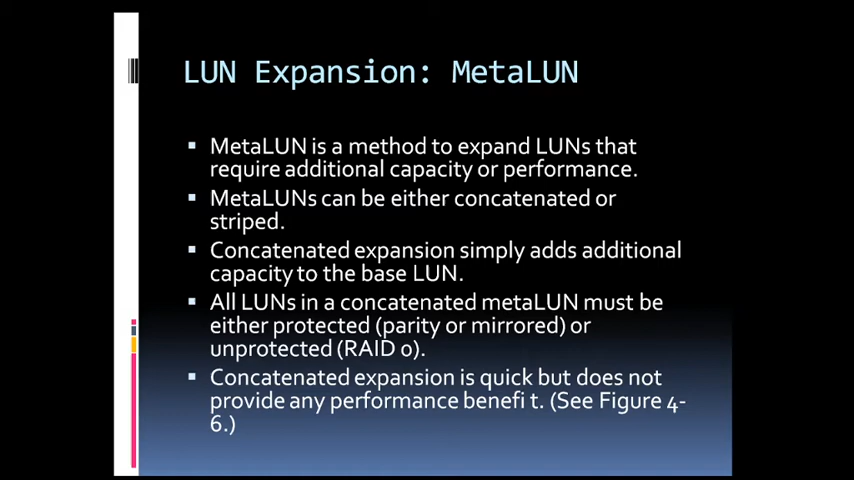 LUN Expansion: MetaLUN
▪ MetaLUN is a method to expand LUNs that
require additional capacity or performance.
▪ MetaLUNs can be either concatenated or
striped.
▪ Concatenated expansion simply adds additional
capacity to the base LUN.
▪ All LUNs in a concatenated metaLUN must be
either protected (parity or mirrored) or
unprotected (RAID 0).
▪ Concatenated expansion is quick but does not
provide any performance benefi t. (See Figure 4-
6.)